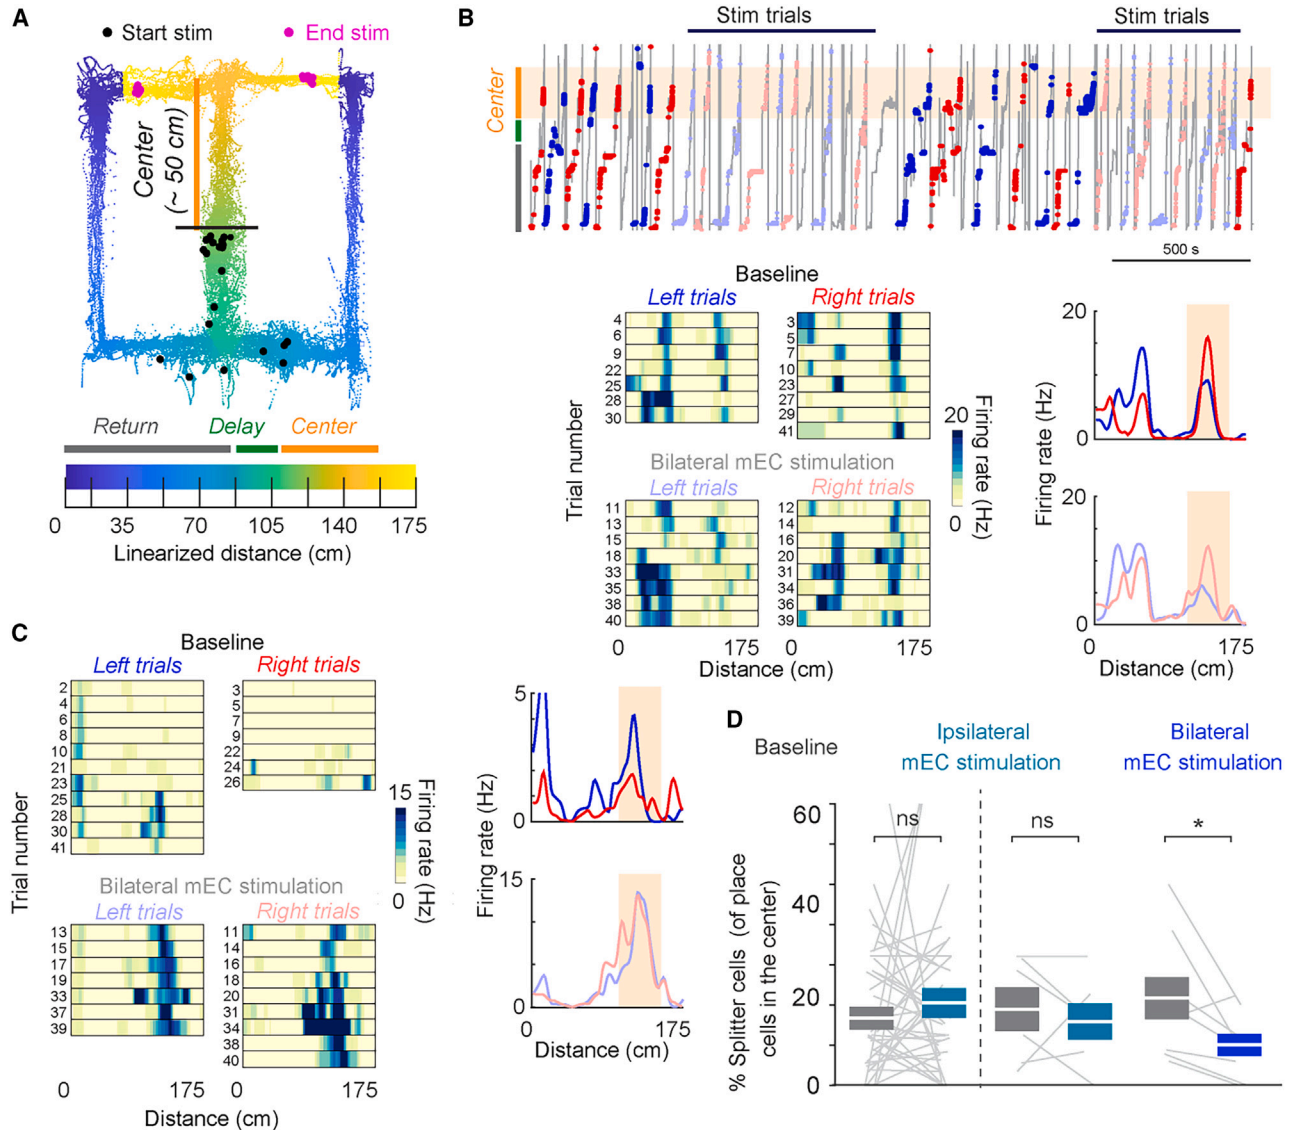 A
Start stim
End stim
Center
(~ 50 cm)
Return
Delay
Center
0 35 70 105 140 175
Linearized distance (cm)
B
Stim trials
Stim trials
Center
500 s
Baseline
Left trials
Right trials
4
6
9
22
25
28
30
3
5
7
10
23
27
29
41
Trial number
Bilateral mEC stimulation
Left trials
Right trials
11
13
15
18
33
35
38
40
12
14
16
20
31
34
36
39
0 175
0 175
Distance (cm)
20
0
Firing rate (Hz)
20
0
20
0
Firing rate (Hz)
0 175
Distance (cm)
C
Baseline
Left trials
Right trials
2
4
6
8
10
21
23
25
28
30
41
3
5
7
9
22
24
26
Trial number
15
0
Firing rate (Hz)
Bilateral mEC stimulation
Left trials
Right trials
13
15
17
19
33
37
39
11
14
16
18
20
31
34
38
40
0 175
0 175
Distance (cm)
5
0
15
0
Firing rate (Hz)
0 175
Distance (cm)
D
Baseline
Ipsilateral
mEC stimulation
Bilateral
mEC stimulation
60
40
20
0
% Splitter cells (of place
cells in the center)
ns
ns
*